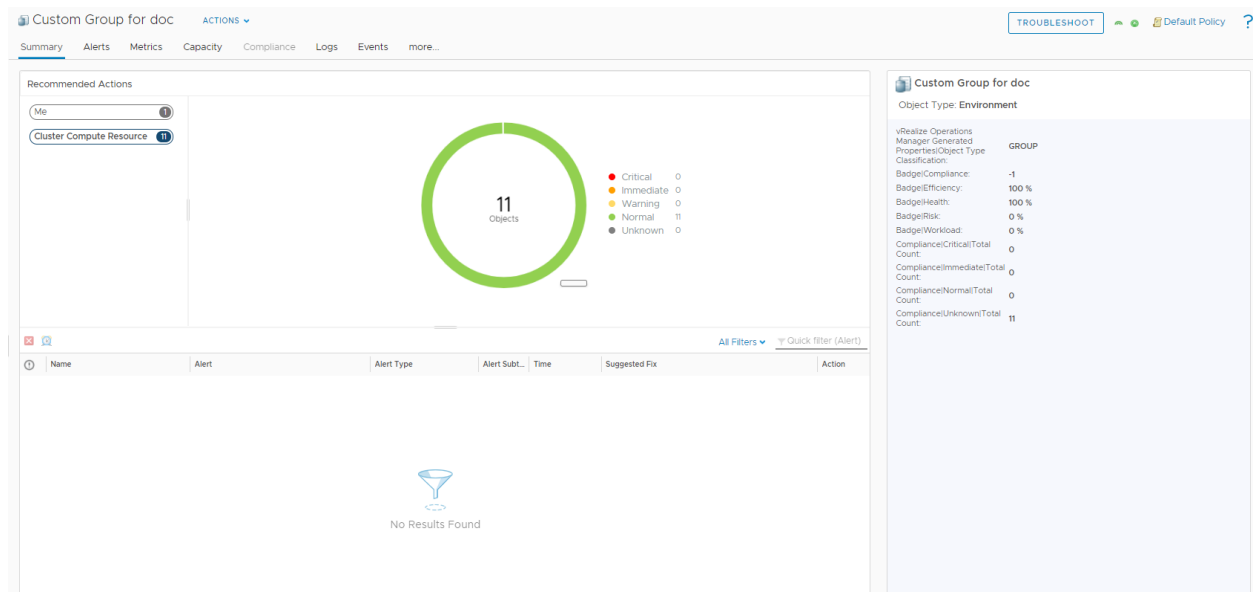 Custom Group for doc ACTIONS TROUBLESHOOT Default Policy ?
Summary Alerts Metrics Capacity Compliance Logs Events more...
Recommended Actions
Me 1
Cluster Compute Resource 11
11
Objects
Critical 0
Immediate 0
Warning 0
Normal 11
Unknown 0
All Filters Quick filter (Alert)
Name Alert Alert Type Alert Subt... Time Suggested Fix Action
No Results Found
Custom Group for doc
Object Type: Environment
vRealize Operations
Manager Generated
Properties|Object Type GROUP
Classification:
Badge|Compliance: -1
Badge|Efficiency: 100 %
Badge|Health: 100 %
Badge|Risk: 0 %
Badge|Workload: 0 %
Compliance|Critical|Total
Count: 0
Compliance|Immediate|Total
Count: 0
Compliance|Normal|Total
Count: 0
Compliance|Unknown|Total
Count: 11